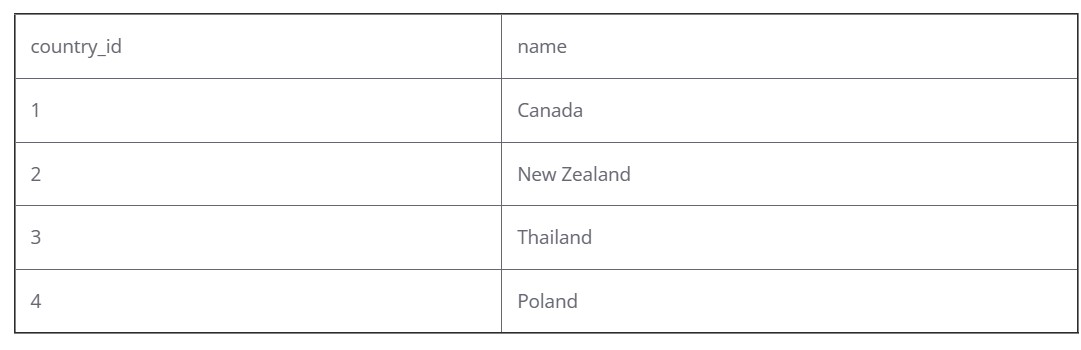 country_id name
1 Canada
2 New Zealand
3 Thailand
4 Poland